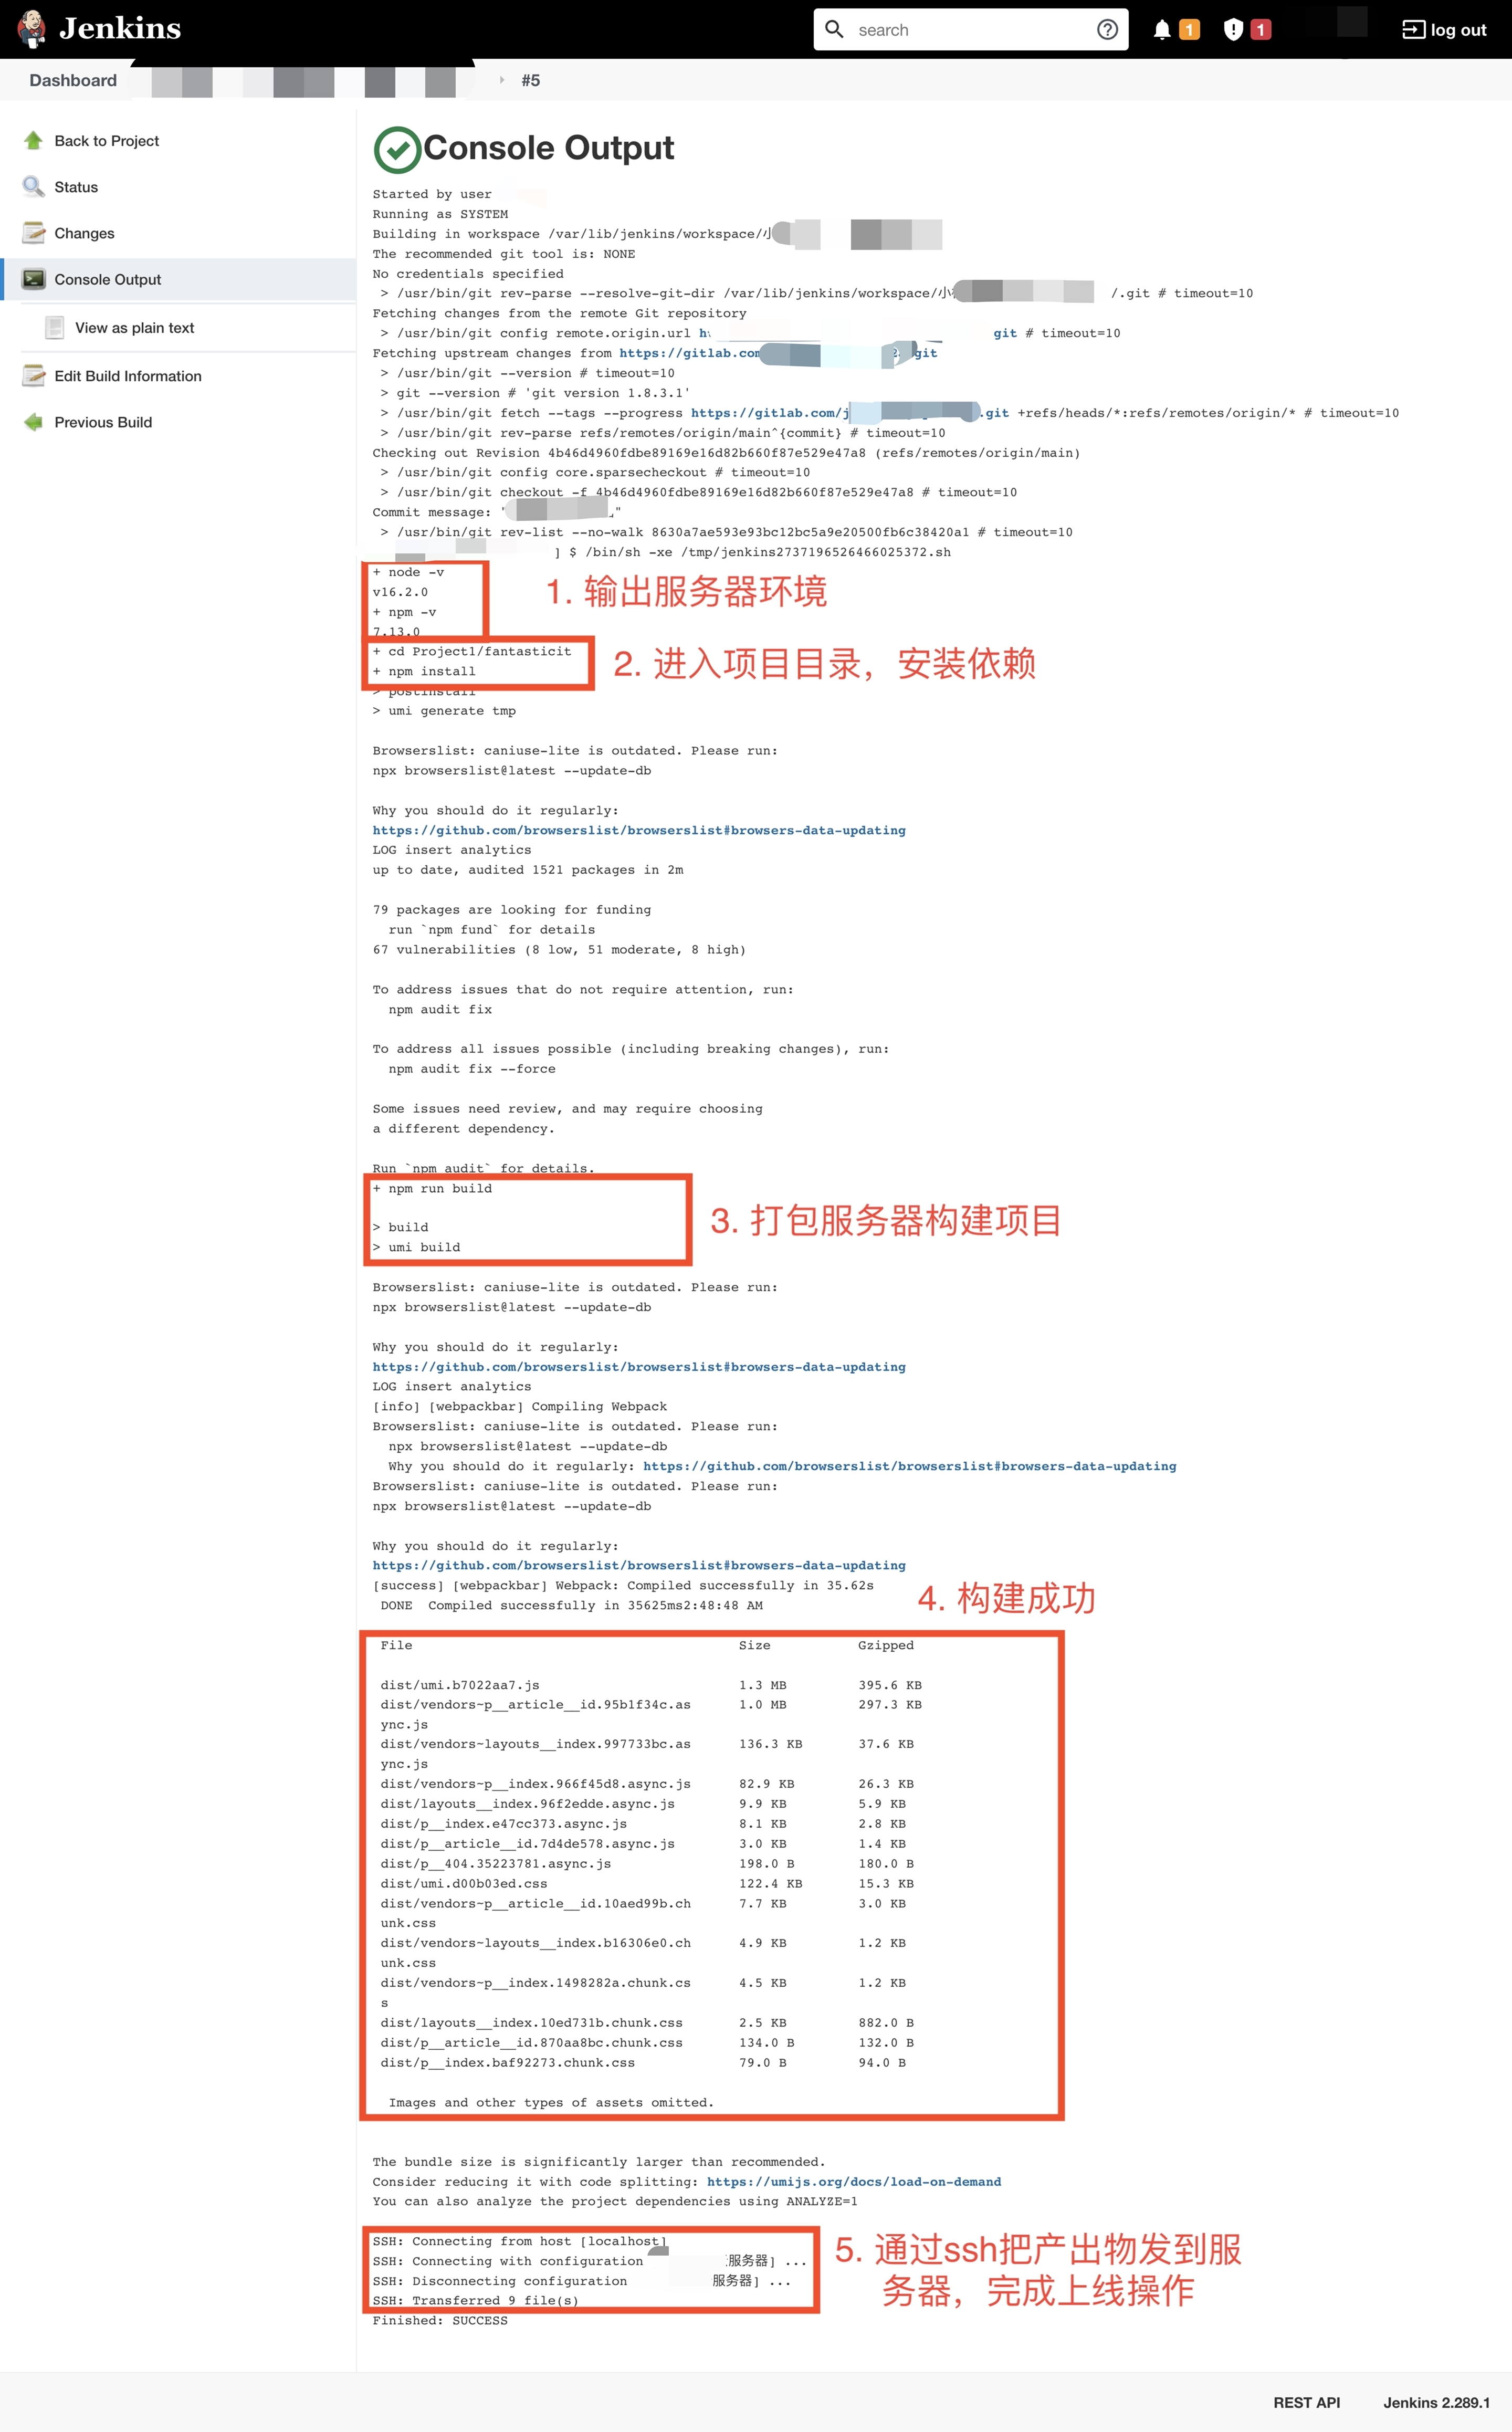 Jenkins
search
1
1
log out
Dashboard
#5
Back to Project
Status
Changes
Console Output
View as plain text
Edit Build Information
Previous Build
Console Output
Started by user
Running as SYSTEM
Building in workspace /var/lib/jenkins/workspace/小
The recommended git tool is: NONE
No credentials specified
> /usr/bin/git rev-parse --resolve-git-dir /var/lib/jenkins/workspace/小 /.git # timeout=10
Fetching changes from the remote Git repository
> /usr/bin/git config remote.origin.url h git # timeout=10
Fetching upstream changes from https://gitlab.com git
> /usr/bin/git --version # timeout=10
> git --version # 'git version 1.8.3.1'
> /usr/bin/git fetch --tags --progress https://gitlab.com/j .git +refs/heads/*:refs/remotes/origin/* # timeout=10
> /usr/bin/git rev-parse refs/remotes/origin/main^{commit} # timeout=10
Checking out Revision 4b46d4960fdbe89169e16d82b660f87e529e47a8 (refs/remotes/origin/main)
> /usr/bin/git config core.sparsecheckout # timeout=10
> /usr/bin/git checkout -f 4b46d4960fdbe89169e16d82b660f87e529e47a8 # timeout=10
Commit message: " "
> /usr/bin/git rev-list --no-walk 8630a7ae593e93bc12bc5a9e20500fb6c38420a1 # timeout=10
] $ /bin/sh -xe /tmp/jenkins2737196526466025372.sh
+ node -v
v16.2.0
+ npm -v
7.13.0
1. 输出服务器环境
+ cd Project1/fantasticit
+ npm install
2. 进入项目目录，安装依赖
> postinstall
> umi generate tmp
Browserslist: caniuse-lite is outdated. Please run:
npx browserslist@latest --update-db
Why you should do it regularly:
https://github.com/browserslist/browserslist#browsers-data-updating
LOG insert analytics
up to date, audited 1521 packages in 2m
79 packages are looking for funding
run `npm fund` for details
67 vulnerabilities (8 low, 51 moderate, 8 high)
To address issues that do not require attention, run:
npm audit fix
To address all issues possible (including breaking changes), run:
npm audit fix --force
Some issues need review, and may require choosing
a different dependency.
Run `npm audit` for details.
+ npm run build
> build
> umi build
3. 打包服务器构建项目
Browserslist: caniuse-lite is outdated. Please run:
npx browserslist@latest --update-db
Why you should do it regularly:
https://github.com/browserslist/browserslist#browsers-data-updating
LOG insert analytics
[info] [webpackbar] Compiling Webpack
Browserslist: caniuse-lite is outdated. Please run:
npx browserslist@latest --update-db
Why you should do it regularly: https://github.com/browserslist/browserslist#browsers-data-updating
Browserslist: caniuse-lite is outdated. Please run:
npx browserslist@latest --update-db
Why you should do it regularly:
https://github.com/browserslist/browserslist#browsers-data-updating
[success] [webpackbar] Webpack: Compiled successfully in 35.62s
DONE Compiled successfully in 35625ms2:48:48 AM
4. 构建成功
File Size Gzipped
dist/umi.b7022aa7.js 1.3 MB 395.6 KB
dist/vendors~p__article__id.95b1f34c.as 1.0 MB 297.3 KB
ync.js
dist/vendors~layouts__index.997733bc.as 136.3 KB 37.6 KB
ync.js
dist/vendors~p__index.966f45d8.async.js 82.9 KB 26.3 KB
dist/layouts__index.96f2edde.async.js 9.9 KB 5.9 KB
dist/p__index.e47cc373.async.js 8.1 KB 2.8 KB
dist/p__article__id.7d4de578.async.js 3.0 KB 1.4 KB
dist/p__404.35223781.async.js 198.0 B 180.0 B
dist/umi.d00b03ed.css 122.4 KB 15.3 KB
dist/vendors~p__article__id.10aed99b.ch 7.7 KB 3.0 KB
unk.css
dist/vendors~layouts__index.b16306e0.ch 4.9 KB 1.2 KB
unk.css
dist/vendors~p__index.1498282a.chunk.cs 4.5 KB 1.2 KB
s
dist/layouts__index.10ed731b.chunk.css 2.5 KB 882.0 B
dist/p__article__id.870aa8bc.chunk.css 134.0 B 132.0 B
dist/p__index.baf92273.chunk.css 79.0 B 94.0 B
Images and other types of assets omitted.
The bundle size is significantly larger than recommended.
Consider reducing it with code splitting: https://umijs.org/docs/load-on-demand
You can also analyze the project dependencies using ANALYZE=1
SSH: Connecting from host [localhost]
SSH: Connecting with configuration 服务器] ...
SSH: Disconnecting configuration 服务器] ...
SSH: Transferred 9 file(s)
5. 通过ssh把产出物发到服
务器，完成上线操作
Finished: SUCCESS
REST API
Jenkins 2.289.1